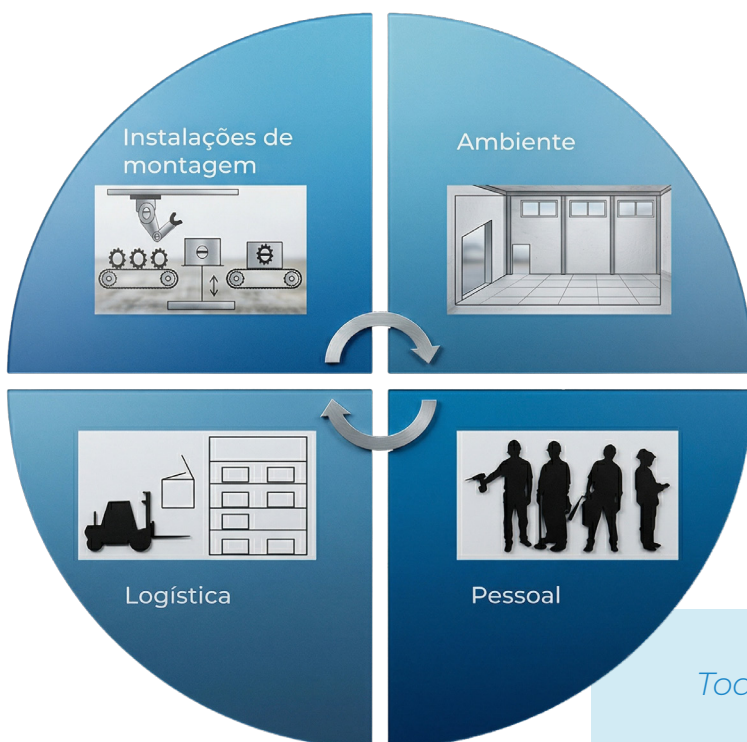 Instalações de
montagem
Ambiente
Logística
Pessoal